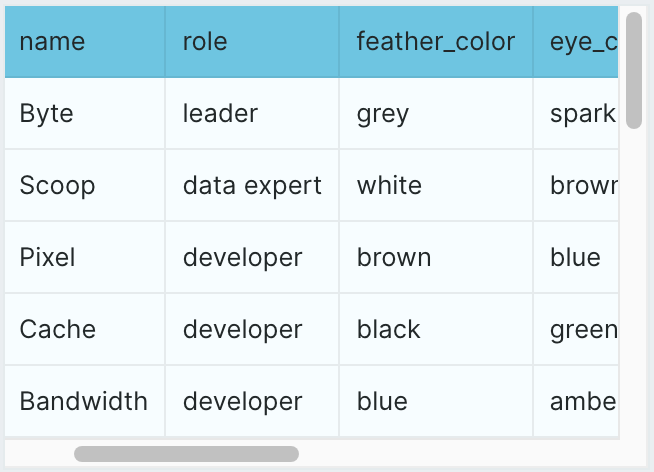 name role feather_color eye_c
Byte leader grey spark
Scoop data expert white brown
Pixel developer brown blue
Cache developer black green
Bandwidth developer blue ambe